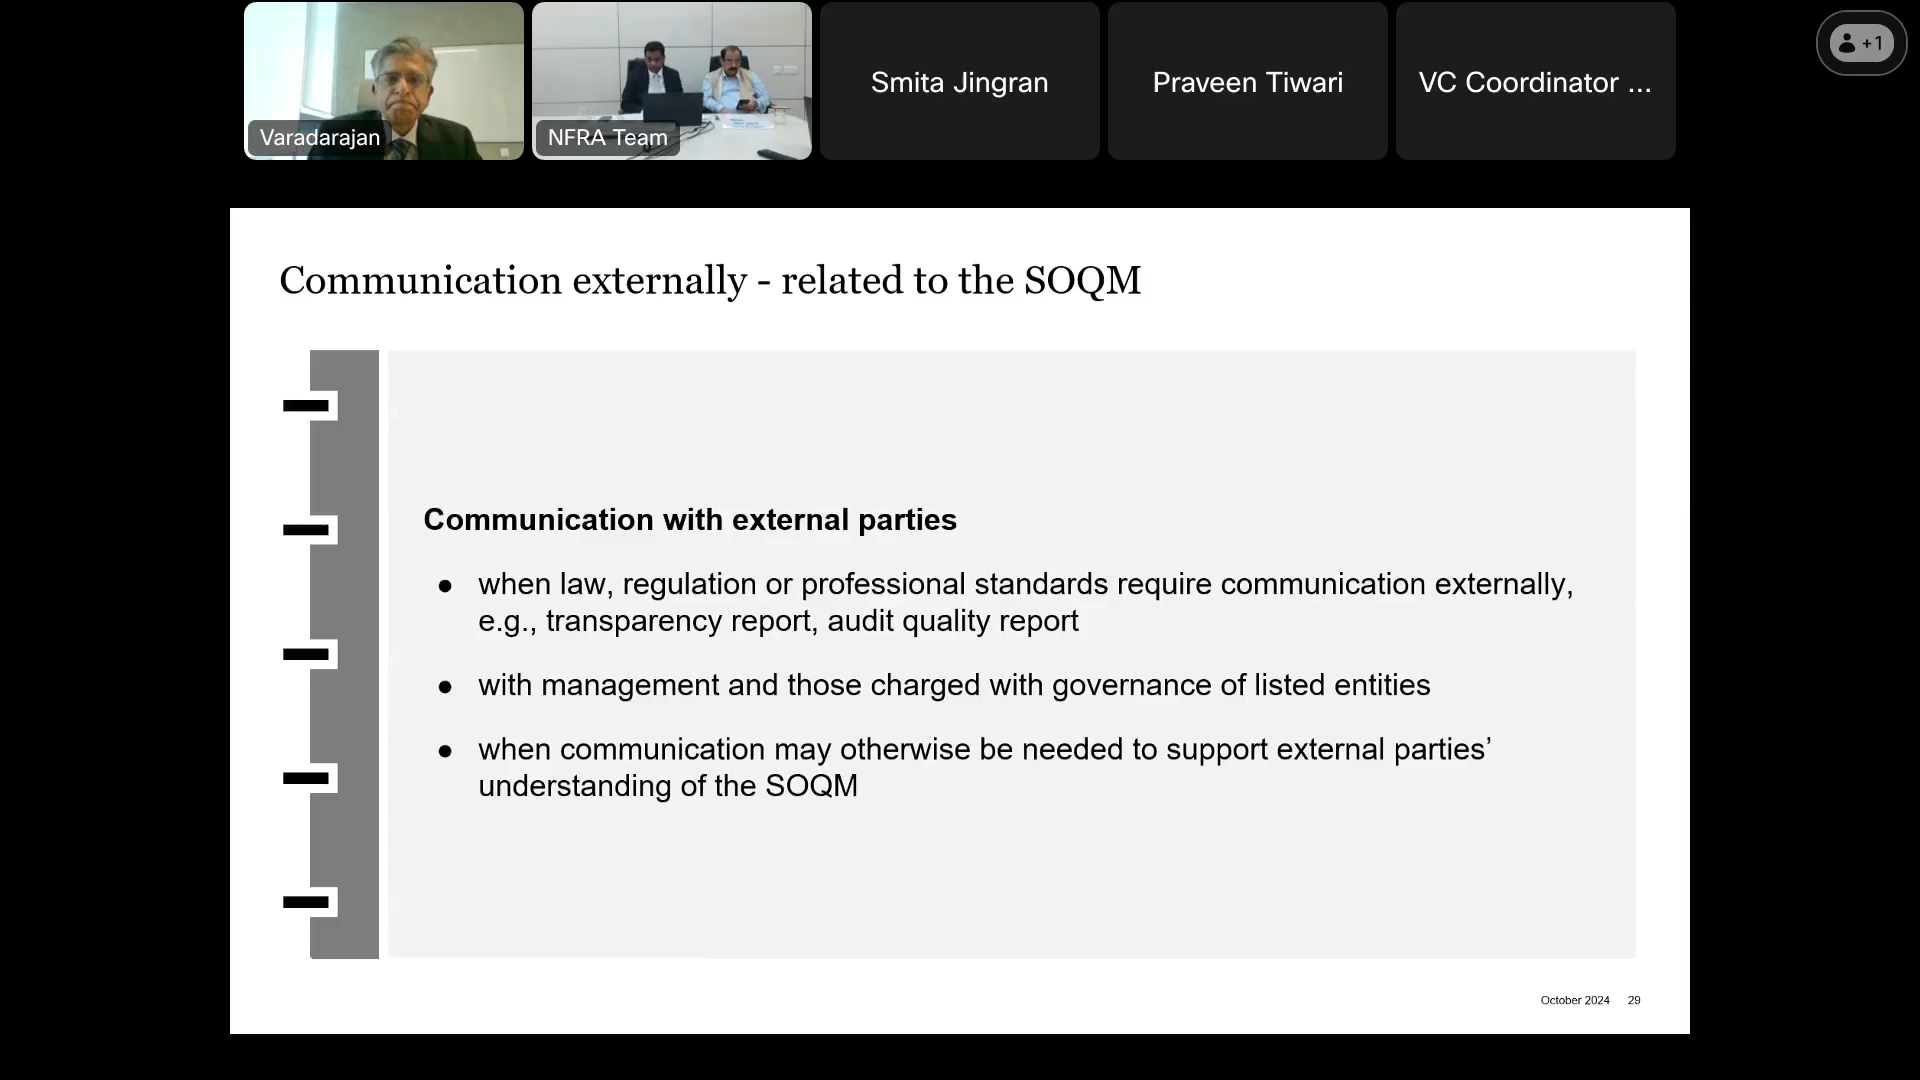 Varadarajan
NFRA Team
Smita Jingran
Praveen Tiwari
VC Coordinator ...
+1
Communication externally - related to the SOQM
Communication with external parties
● when law, regulation or professional standards require communication externally,
e.g., transparency report, audit quality report
● with management and those charged with governance of listed entities
● when communication may otherwise be needed to support external parties’
understanding of the SOQM
October 2024 29